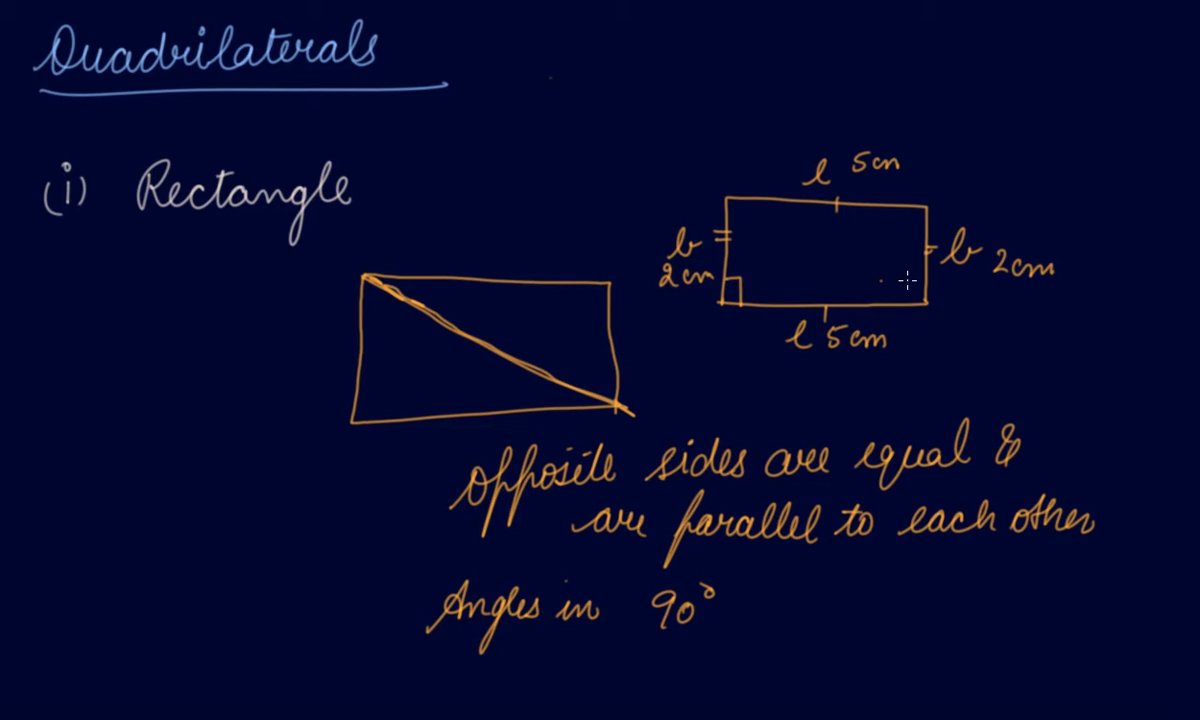 Quadrilaterals
(i) Rectangle
l 5cm
b
2cm
b 2cm
l 5cm
opposite sides are equal &
are parallel to each other
Angles in 90°